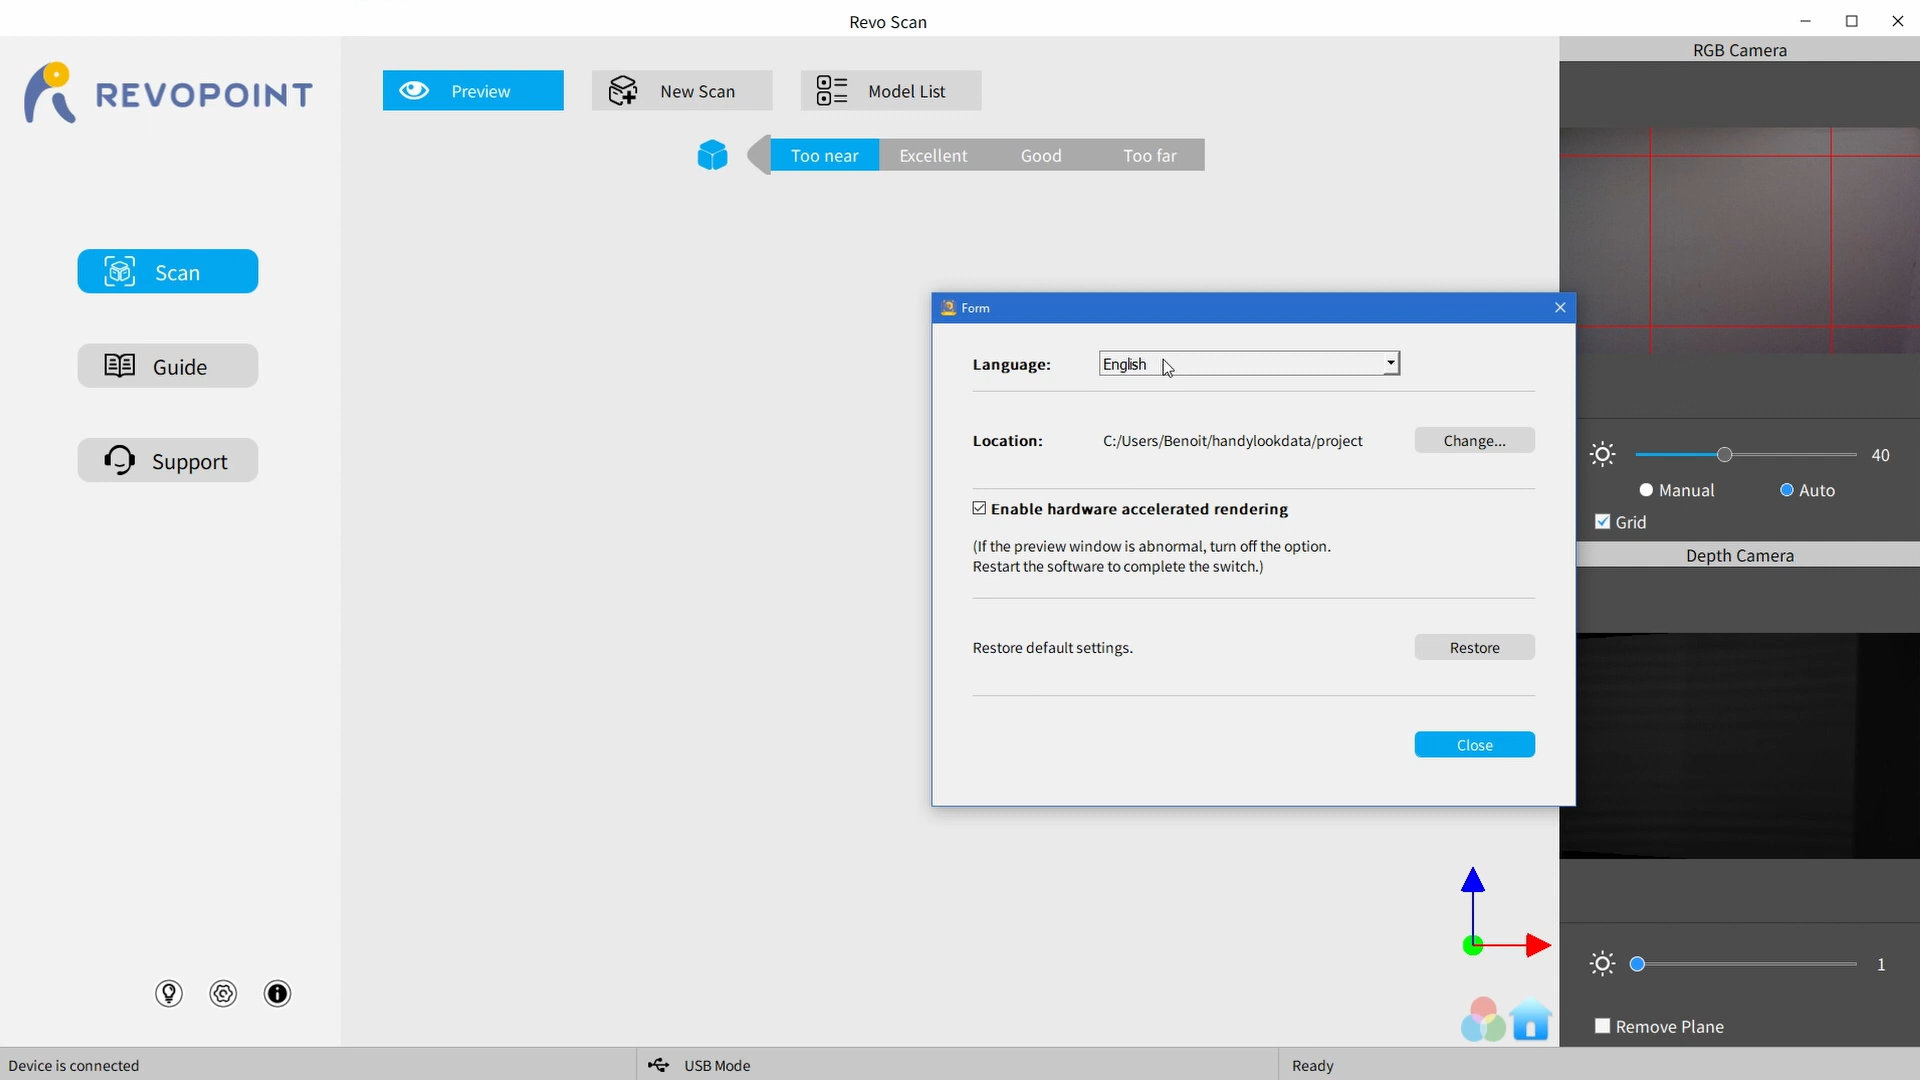 Revo Scan
REVOPOINT
Preview
New Scan
Model List
Too near
Excellent
Good
Too far
Scan
Guide
Support
Form
Language:
English
Location:
C:/Users/Benoit/handylookdata/project
Change...
Enable hardware accelerated rendering
(If the preview window is abnormal, turn off the option.
Restart the software to complete the switch.)
Restore default settings.
Restore
Close
RGB Camera
40
Manual
Auto
Grid
Depth Camera
1
Remove Plane
Device is connected
USB Mode
Ready